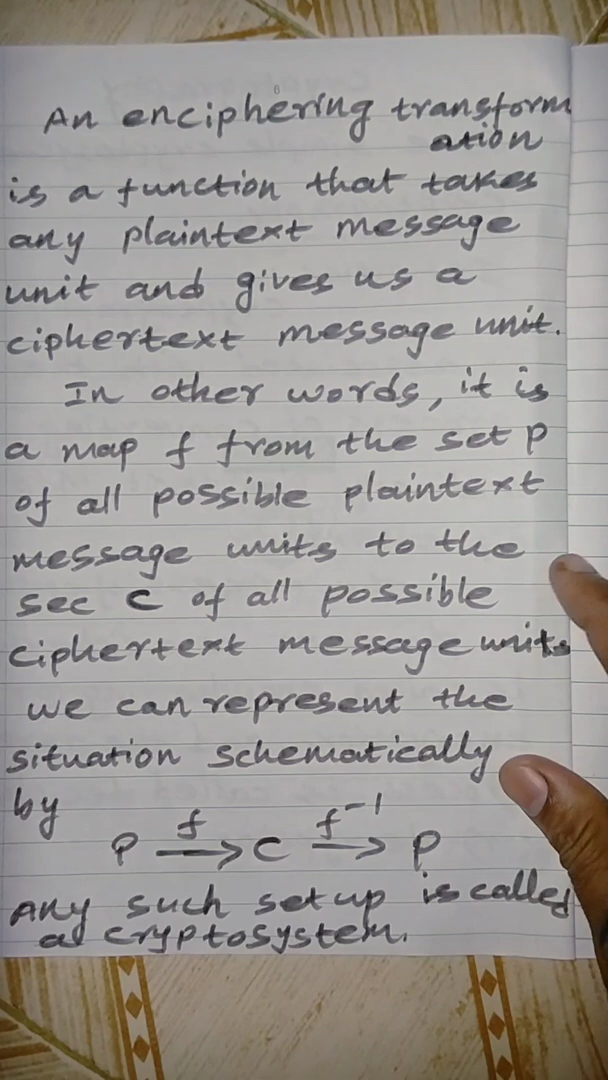 An enciphering transform
ation
is a function that takes
any plaintext message
unit and gives us a
ciphertext message unit.
In other words, it is
a map f from the set P
of all possible plaintext
message units to the
sec C of all possible
ciphertext message units
we can represent the
situation schematically
by
P —f→ C —f⁻¹→ P
Any such set up is called
a cryptosystem.